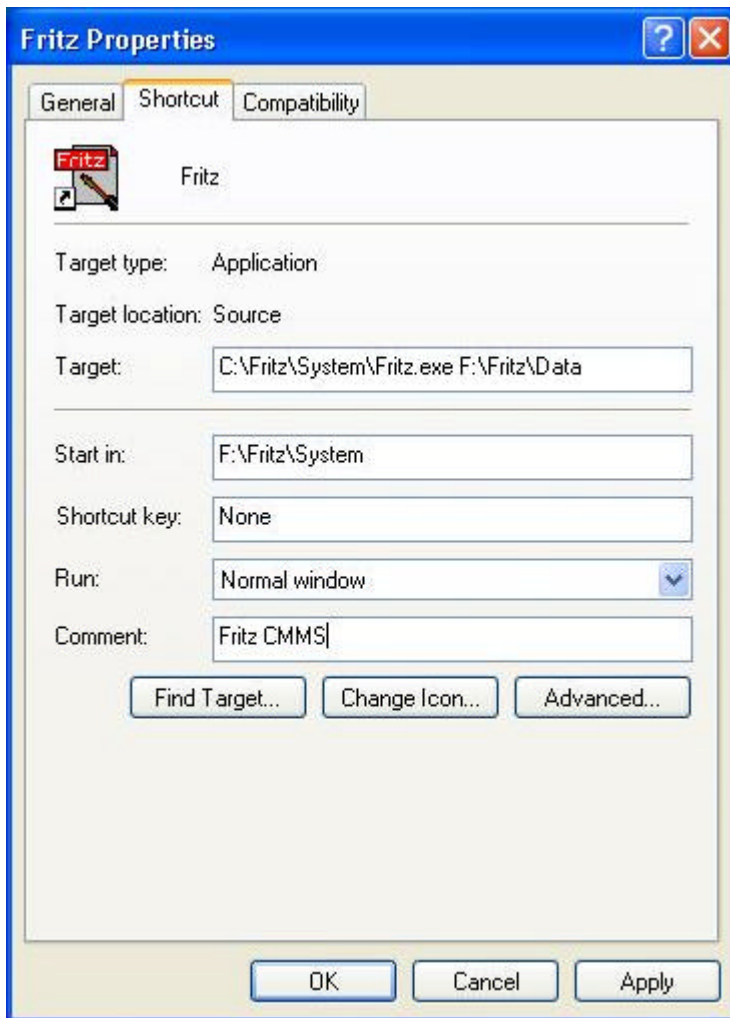 Fritz Properties
General Shortcut Compatibility
Fritz
Fritz
Target type: Application
Target location: Source
Target: C:\Fritz\System\Fritz.exe F:\Fritz\Data
Start in: F:\Fritz\System
Shortcut key: None
Run: Normal window
Comment: Fritz CMMS
Find Target... Change Icon... Advanced...
OK Cancel Apply